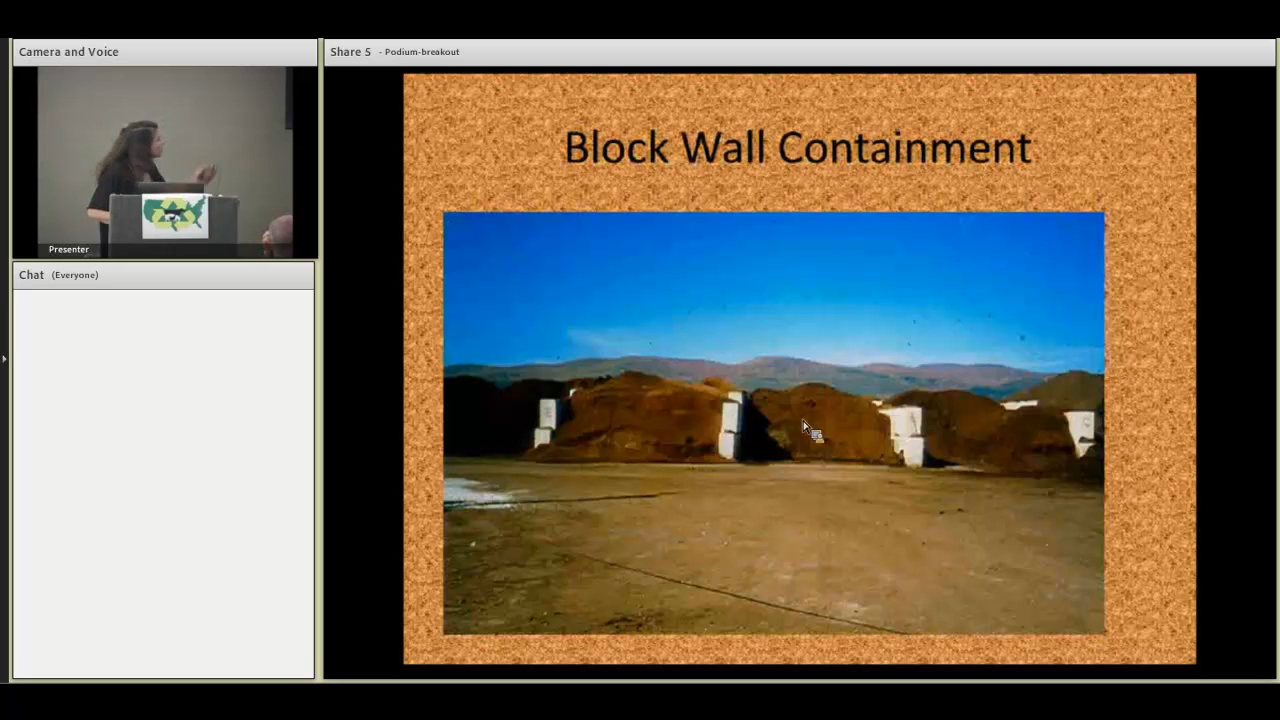 Camera and Voice
Share 5 - Podium-breakout
Presenter
Chat (Everyone)
Block Wall Containment